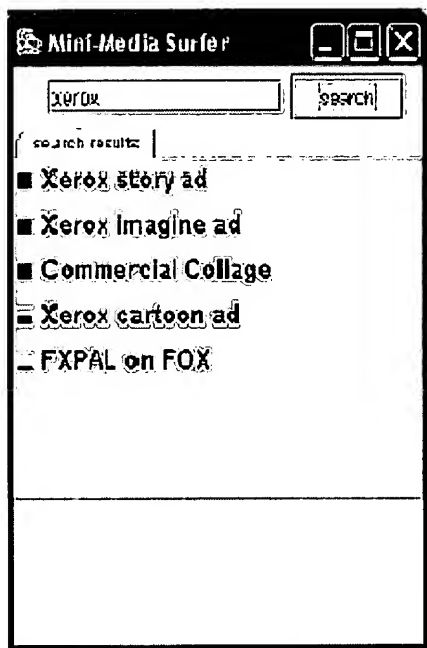 Mini-Media Surfer
xerox search
search results
Xerox story ad
Xerox imagine ad
Commercial Collage
Xerox cartoon ad
FXPAL on FOX